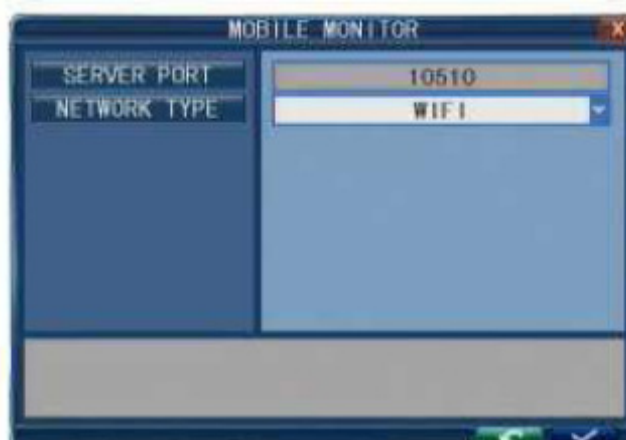 MOBILE MONITOR
X
SERVER PORT
10510
NETWORK TYPE
WIFI